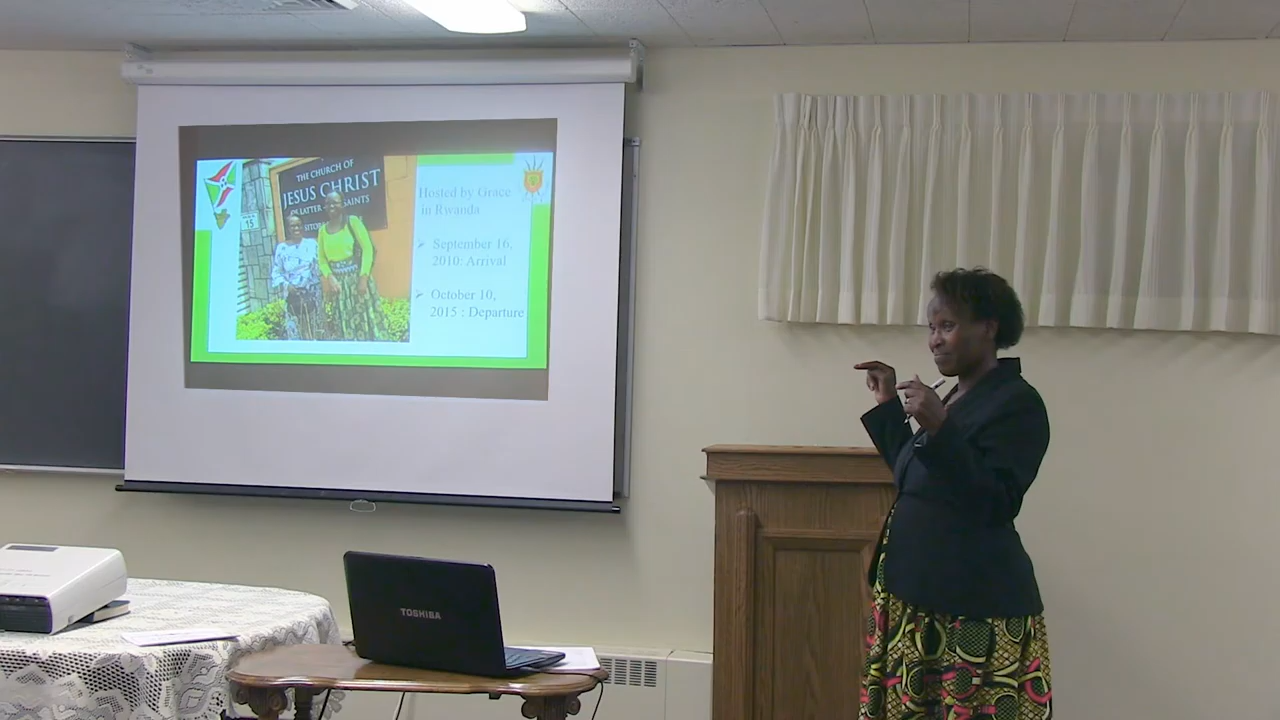 THE CHURCH OF
JESUS CHRIST
OF LATTER SAINTS
15
Hosted by Grace
in Rwanda
➢ September 16,
2010: Arrival
➢ October 10,
2015 : Departure
TOSHIBA